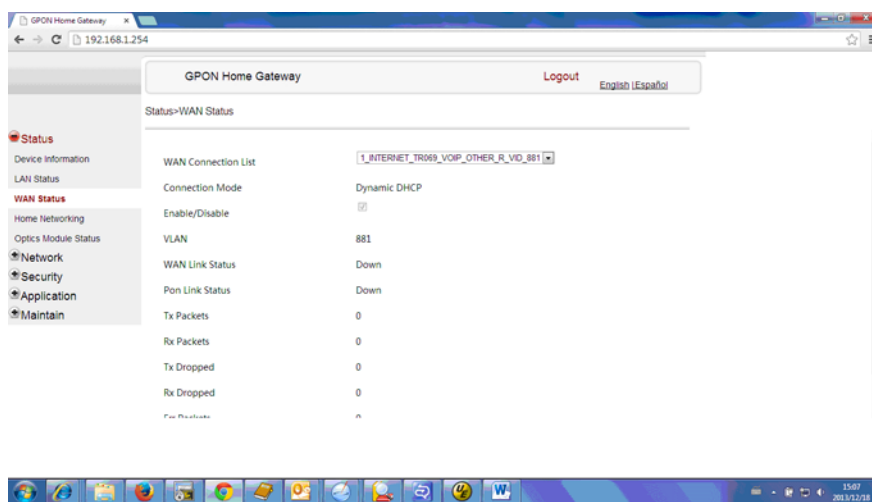 GPON Home Gateway
192.168.1.254
GPON Home Gateway
Logout
English | Español
Status>WAN Status
Status
Device Information
LAN Status
WAN Status
Home Networking
Optics Module Status
Network
Security
Application
Maintain
WAN Connection List 1_INTERNET_TR069_VOIP_OTHER_R_VID_881
Connection Mode Dynamic DHCP
Enable/Disable
VLAN 881
WAN Link Status Down
Pon Link Status Down
Tx Packets 0
Rx Packets 0
Tx Dropped 0
Rx Dropped 0
Err Packets 0
15:07
2013/12/18